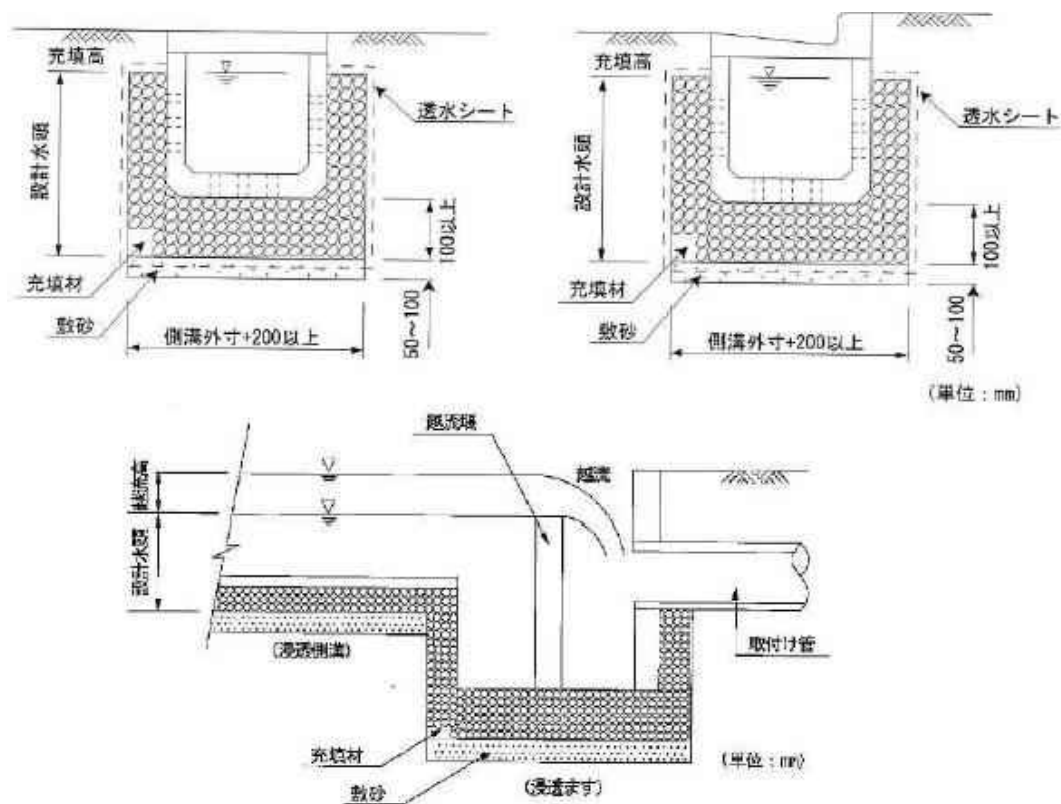 充填高
透水シート
設計水頭
100以上
充填材
敷砂
50~100
側溝外寸+200以上
充填高
透水シート
設計水頭
100以上
充填材
敷砂
50~100
側溝外寸+200以上
(単位:mm)
越流堰
越流
越流高
設計水頭
(浸透側溝)
取付け管
充填材
(単位:mm)
敷砂
(浸透ます)